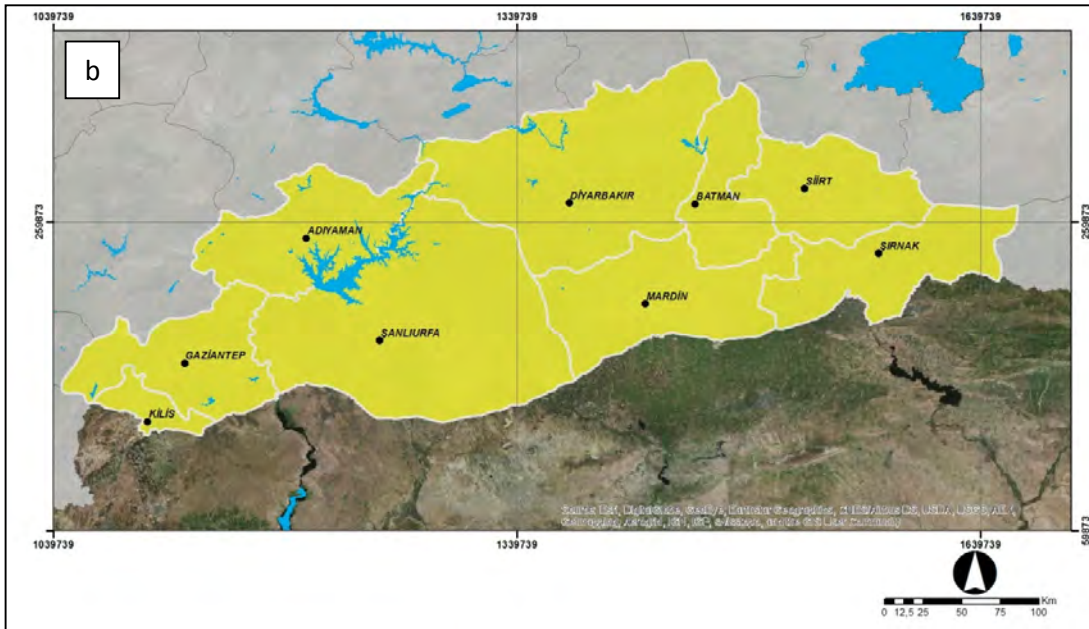 1039739 1339739 1639739
b
SİİRT
DİYARBAKIR
BATMAN
259873 259873
ADIYAMAN
ŞIRNAK
MARDİN
ŞANLIURFA
GAZİANTEP
KİLİS
59873
1039739 1339739 1639739
Km
0 12,5 25 50 75 100